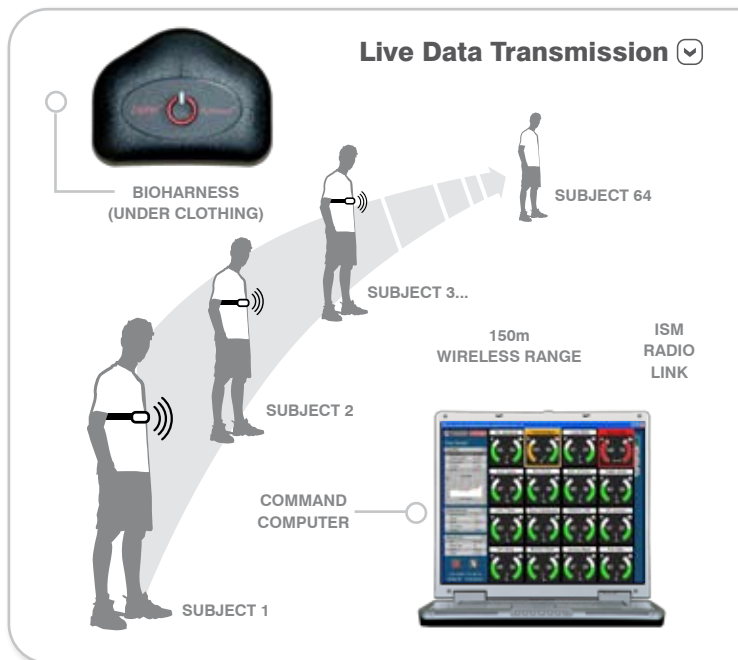 Live Data Transmission
BIOHARNESS
(UNDER CLOTHING)
SUBJECT 64
SUBJECT 3...
150m
WIRELESS RANGE
ISM
RADIO
LINK
SUBJECT 2
COMMAND
COMPUTER
SUBJECT 1